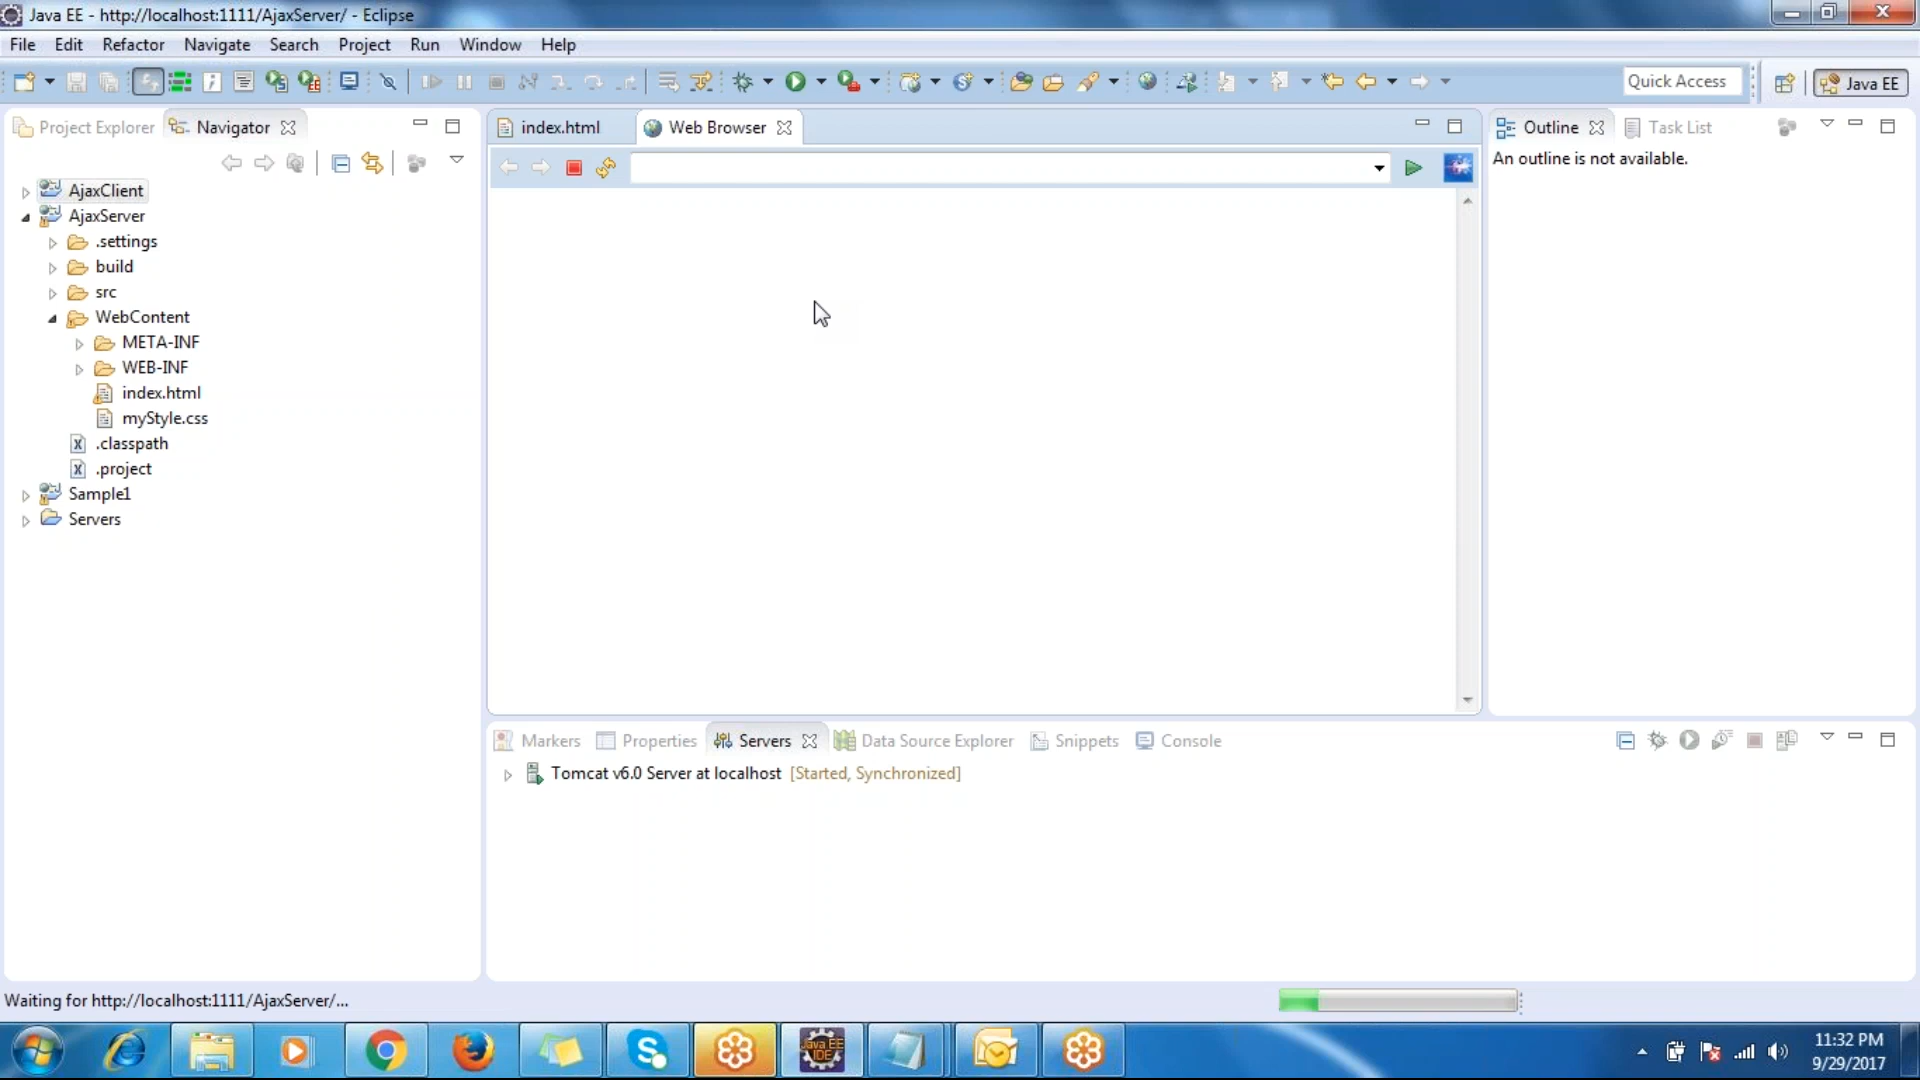 Java EE - http://localhost:1111/AjaxServer/ - Eclipse
File Edit Refactor Navigate Search Project Run Window Help
Quick Access
Java EE
Project Explorer
Navigator
AjaxClient
AjaxServer
.settings
build
src
WebContent
META-INF
WEB-INF
index.html
myStyle.css
.classpath
.project
Sample1
Servers
index.html
Web Browser
Outline
Task List
An outline is not available.
Markers
Properties
Servers
Data Source Explorer
Snippets
Console
Tomcat v6.0 Server at localhost [Started, Synchronized]
Waiting for http://localhost:1111/AjaxServer/...
Java EE
IDE
11:32 PM
9/29/2017